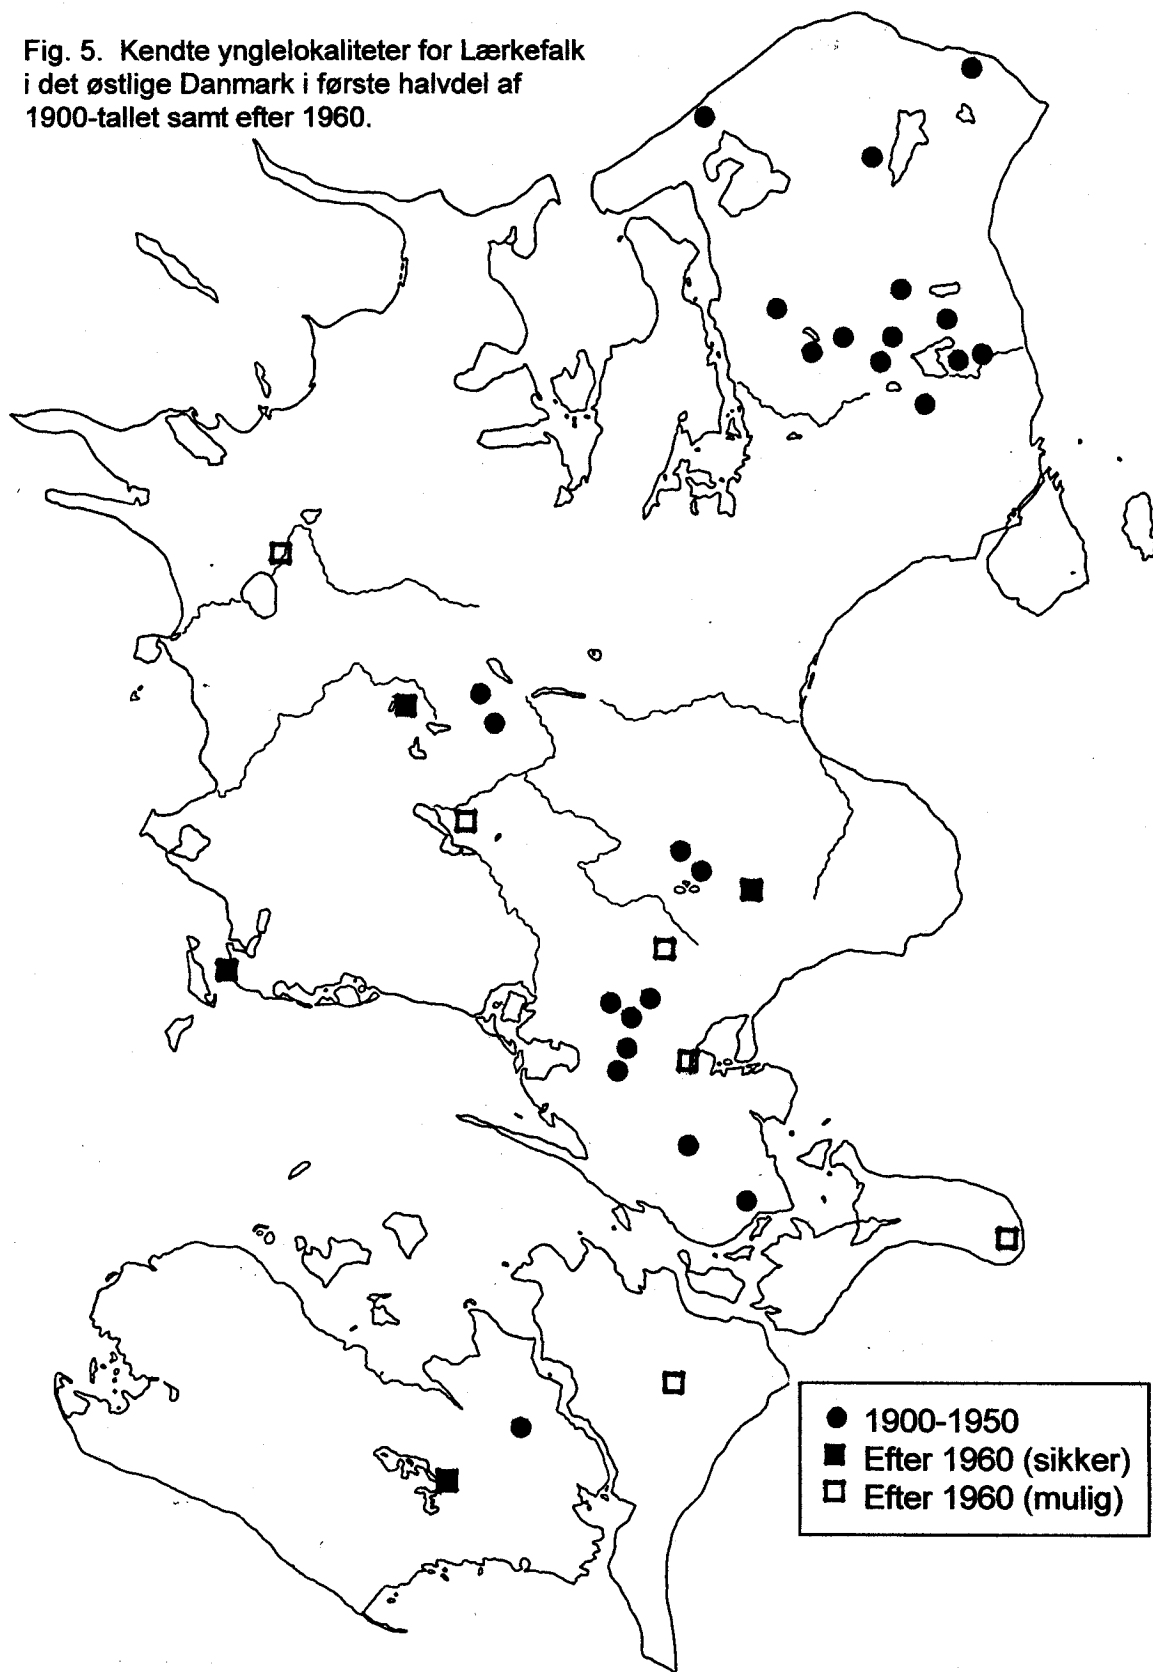 Fig. 5. Kendte ynglelokaliteter for Lærkefalk
i det østlige Danmark i første halvdel af
1900-tallet samt efter 1960.
1900-1950
Efter 1960 (sikker)
Efter 1960 (mulig)